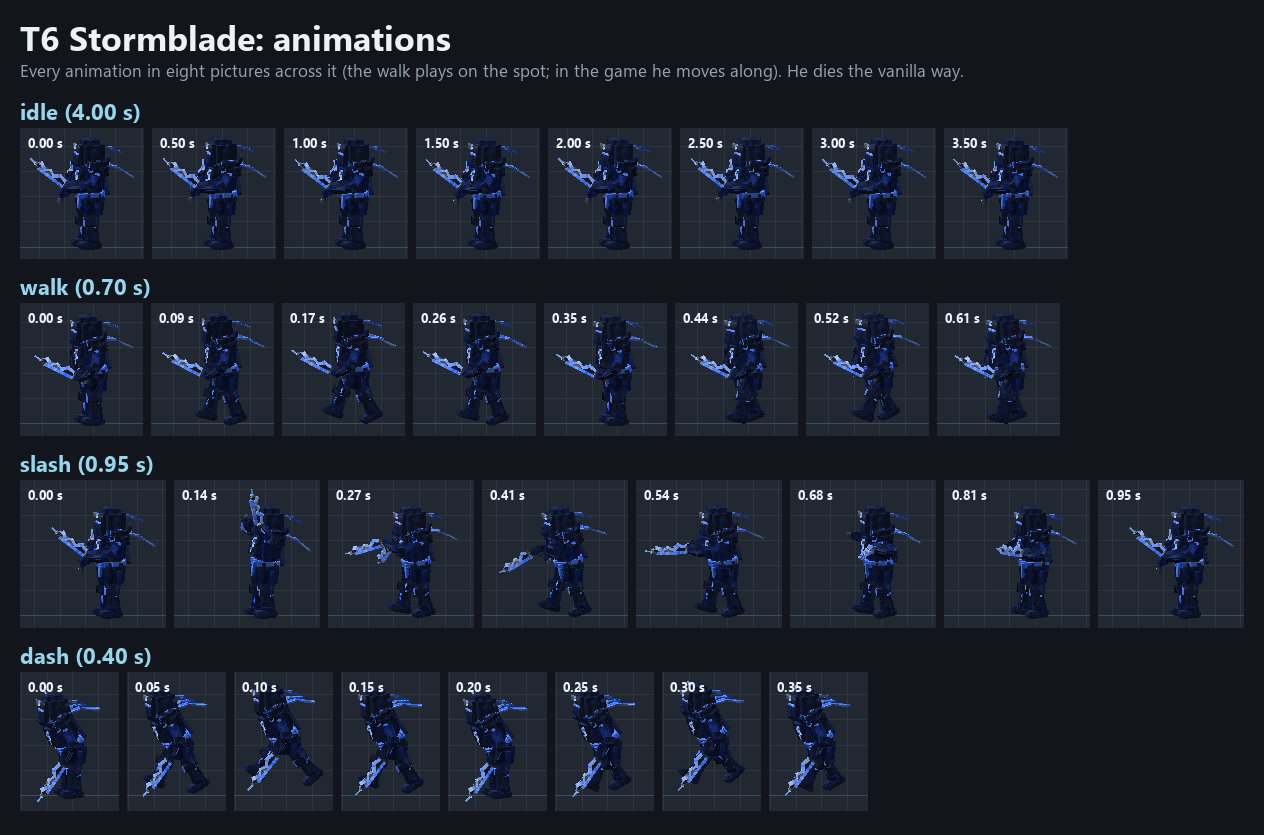 T6 Stormblade: animations
Every animation in eight pictures across it (the walk plays on the spot; in the game he moves along). He dies the vanilla way.
idle (4.00 s)
0.00 s 0.50 s 1.00 s 1.50 s 2.00 s 2.50 s 3.00 s 3.50 s
walk (0.70 s)
0.00 s 0.09 s 0.17 s 0.26 s 0.35 s 0.44 s 0.52 s 0.61 s
slash (0.95 s)
0.00 s 0.14 s 0.27 s 0.41 s 0.54 s 0.68 s 0.81 s 0.95 s
dash (0.40 s)
0.00 s 0.05 s 0.10 s 0.15 s 0.20 s 0.25 s 0.30 s 0.35 s